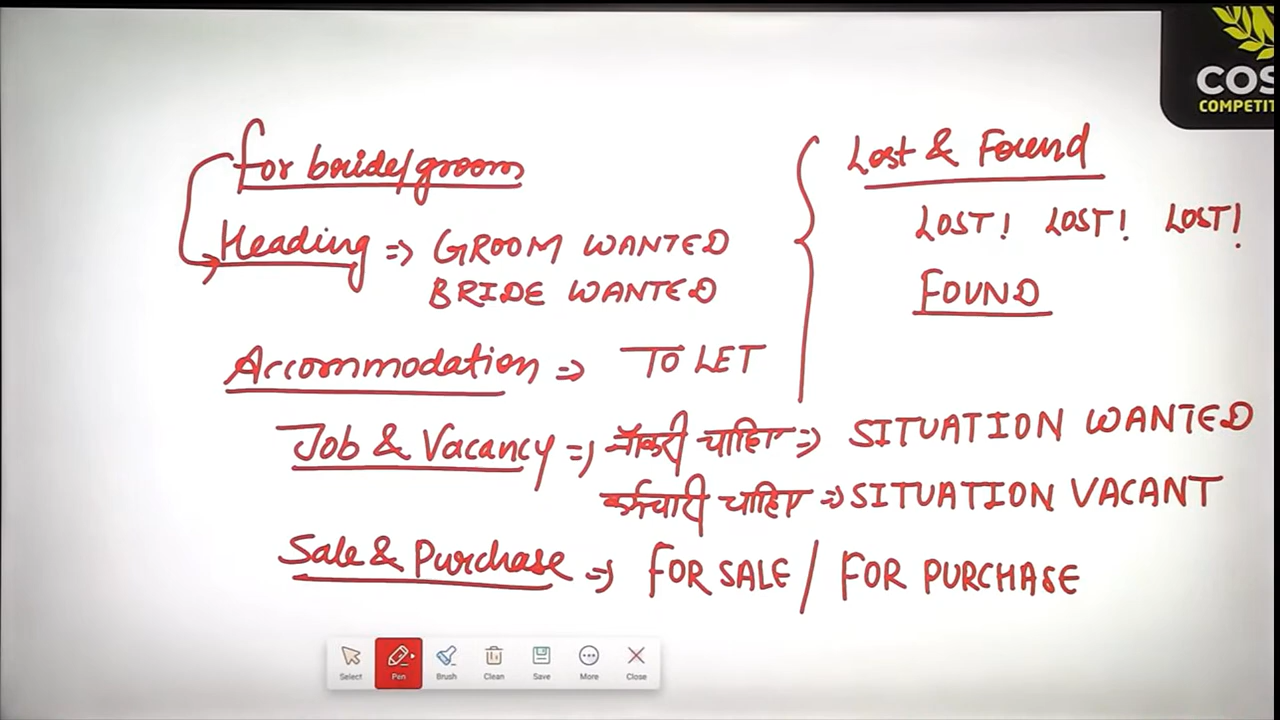 COS
COMPETIT
for bride/groom
Heading => GROOM WANTED
BRIDE WANTED
Accommodation => TO LET
Lost & Found
LOST! LOST! LOST!
FOUND
Job & Vacancy => नौकरी चाहिए => SITUATION WANTED
कर्मचारी चाहिए => SITUATION VACANT
Sale & Purchase => FOR SALE / FOR PURCHASE
Select Pen Brush Clean Save More Close